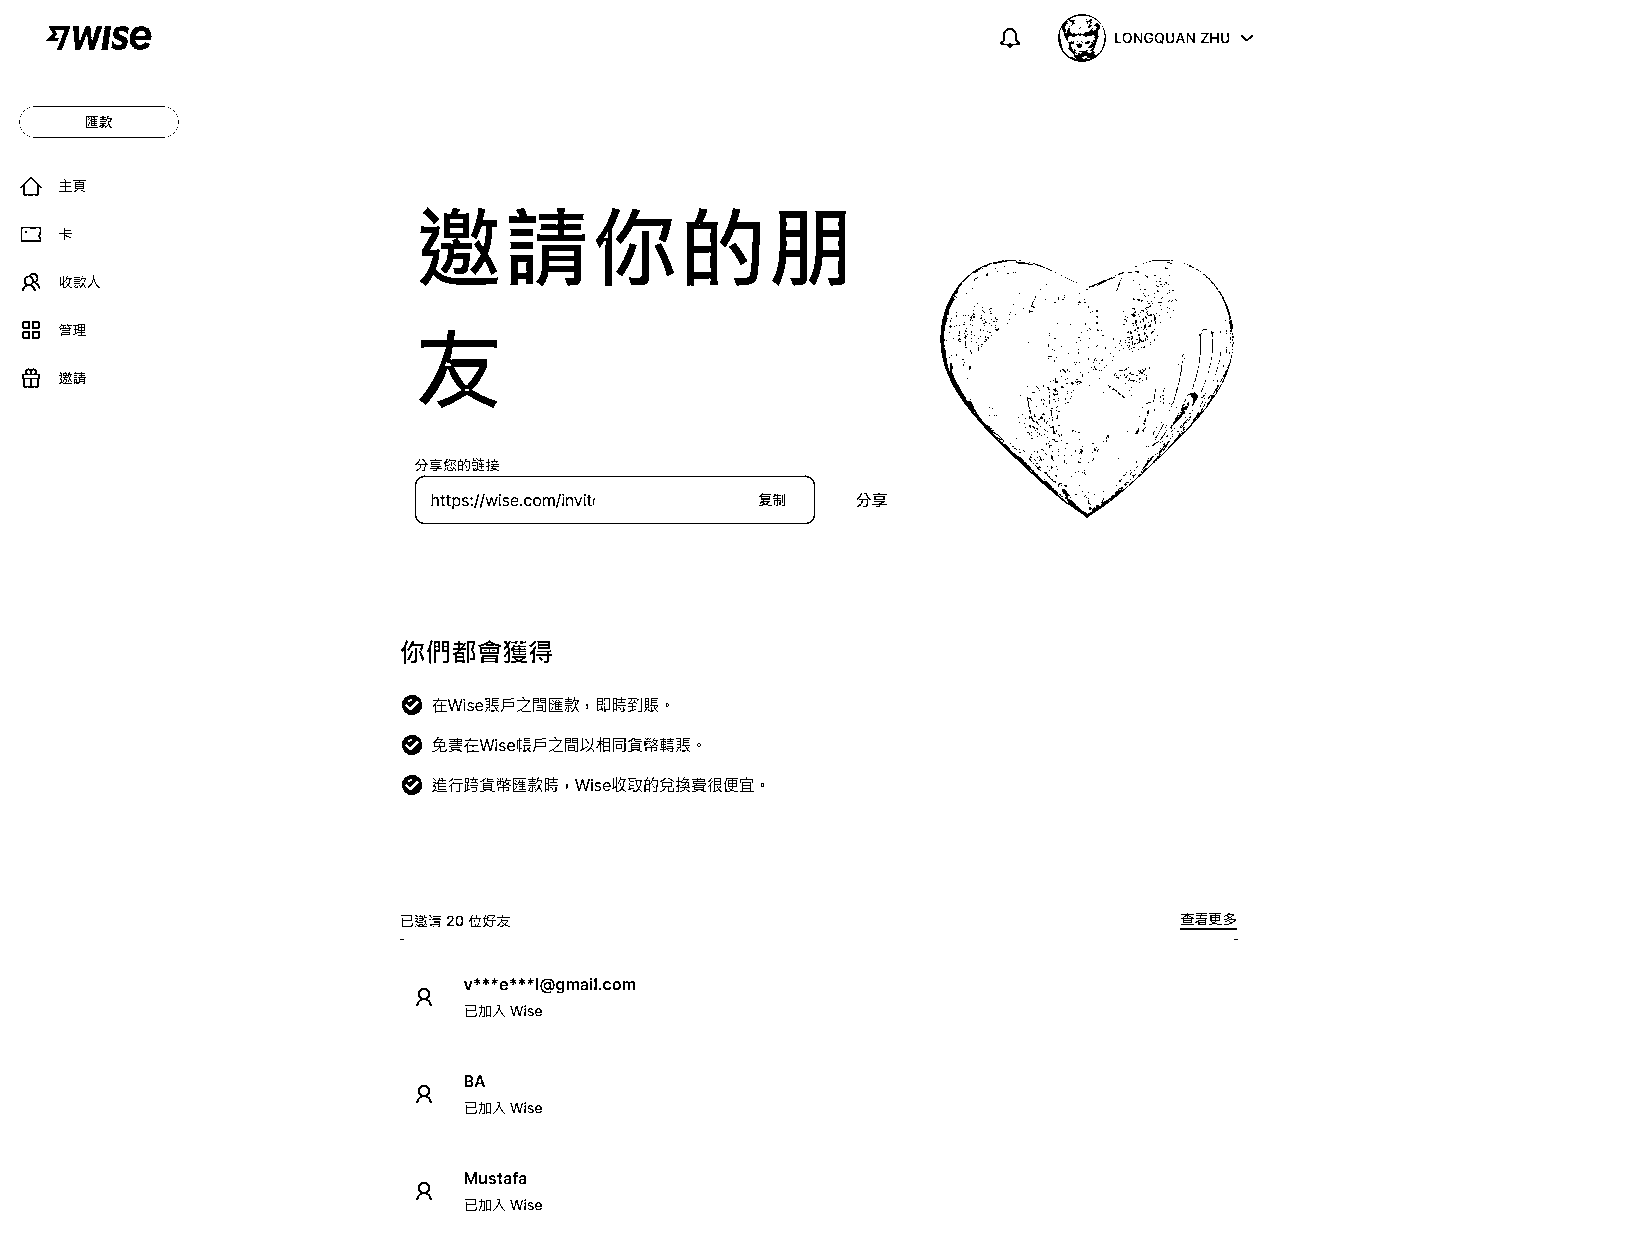 WISE
LONGQUAN ZHU
匯款
主頁
卡
收款人
管理
邀請
邀請你的朋
友
分享您的链接
https://wise.com/invit
复制
分享
你們都會獲得
在Wise賬戶之間匯款，即時到賬。
免費在Wise帳戶之間以相同貨幣轉賬。
進行跨貨幣匯款時，Wise收取的兌換費很便宜。
已邀請 20 位好友
查看更多
v***e***l@gmail.com
已加入 Wise
BA
已加入 Wise
Mustafa
已加入 Wise